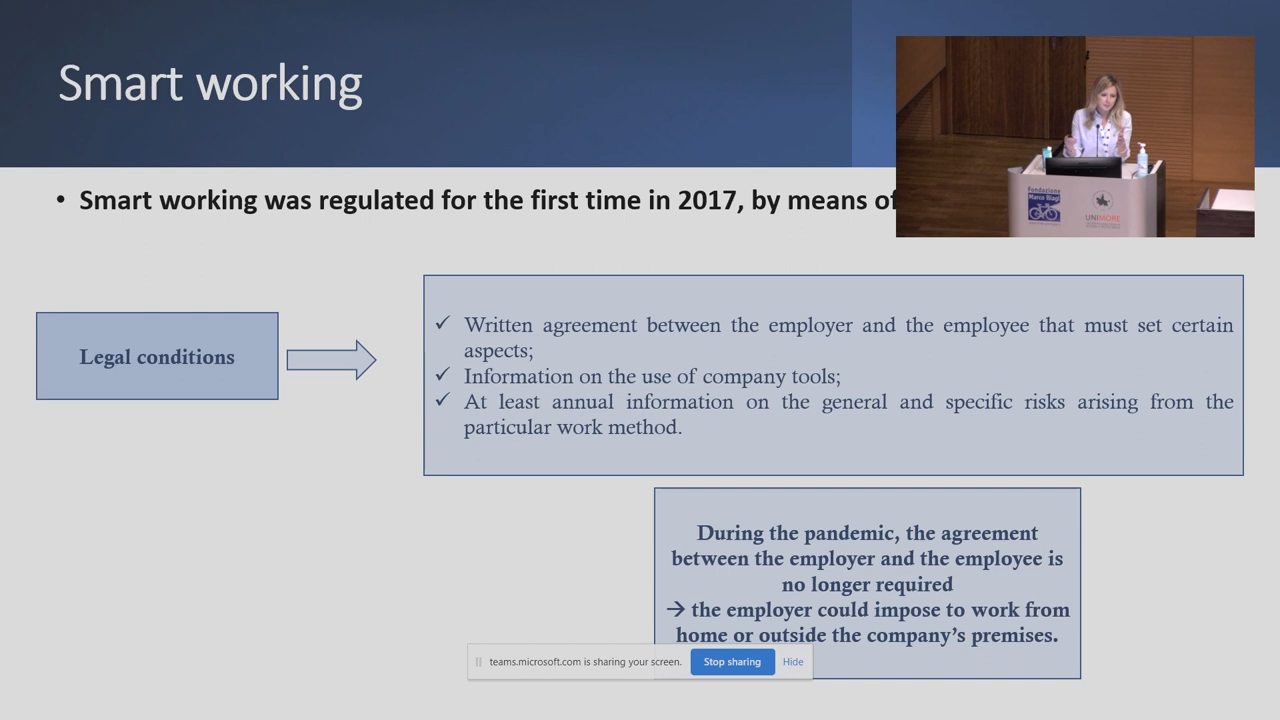 Smart working
• Smart working was regulated for the first time in 2017, by means of
Fondazione
Marco Biagi
UNIMORE
Legal conditions
✓ Written agreement between the employer and the employee that must set certain
aspects;
✓ Information on the use of company tools;
✓ At least annual information on the general and specific risks arising from the
particular work method.
During the pandemic, the agreement
between the employer and the employee is
no longer required
→ the employer could impose to work from
home or outside the company’s premises.
teams.microsoft.com is sharing your screen. Stop sharing Hide